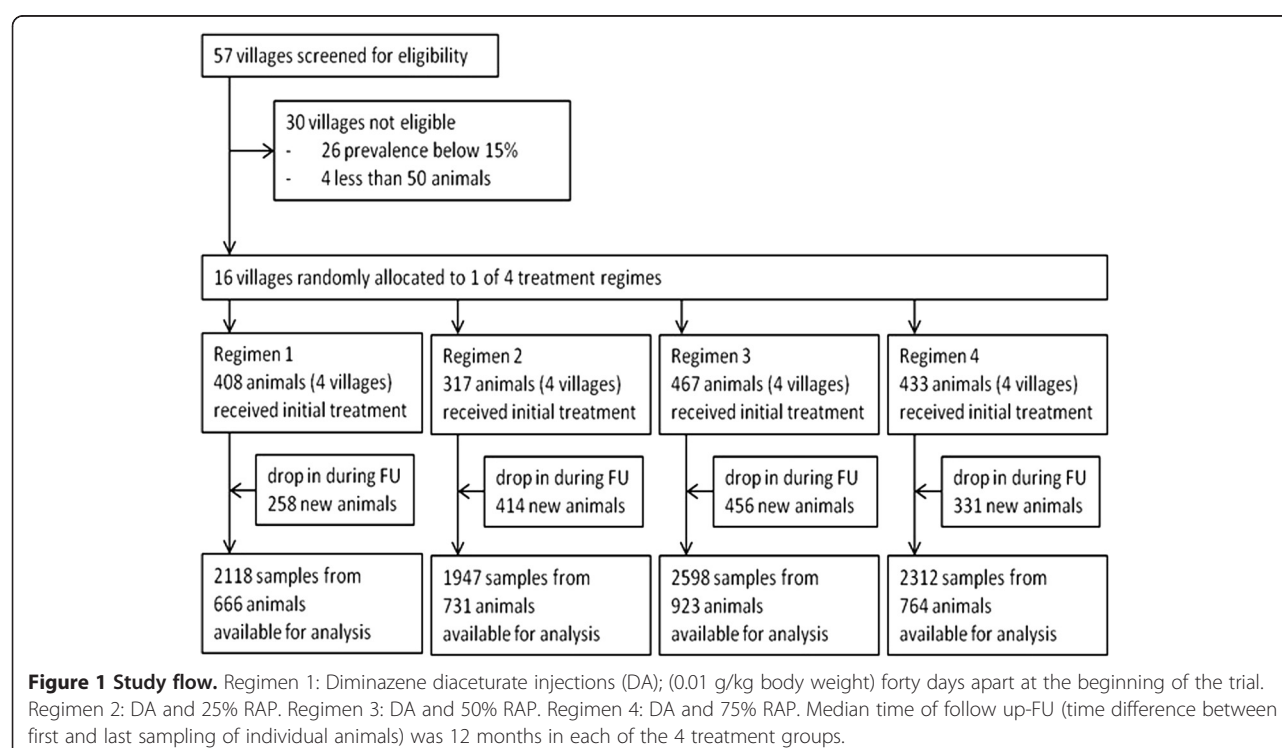 57 villages screened for eligibility
30 villages not eligible
- 26 prevalence below 15%
- 4 less than 50 animals
16 villages randomly allocated to 1 of 4 treatment regimes
Regimen 1
408 animals (4 villages)
received initial treatment
Regimen 2
317 animals (4 villages)
received initial treatment
Regimen 3
467 animals (4 villages)
received initial treatment
Regimen 4
433 animals (4 villages)
received initial treatment
drop in during FU
258 new animals
drop in during FU
414 new animals
drop in during FU
456 new animals
drop in during FU
331 new animals
2118 samples from
666 animals
available for analysis
1947 samples from
731 animals
available for analysis
2598 samples from
923 animals
available for analysis
2312 samples from
764 animals
available for analysis
Figure 1 Study flow. Regimen 1: Diminazene diaceturate injections (DA); (0.01 g/kg body weight) forty days apart at the beginning of the trial.
Regimen 2: DA and 25% RAP. Regimen 3: DA and 50% RAP. Regimen 4: DA and 75% RAP. Median time of follow up-FU (time difference between
first and last sampling of individual animals) was 12 months in each of the 4 treatment groups.